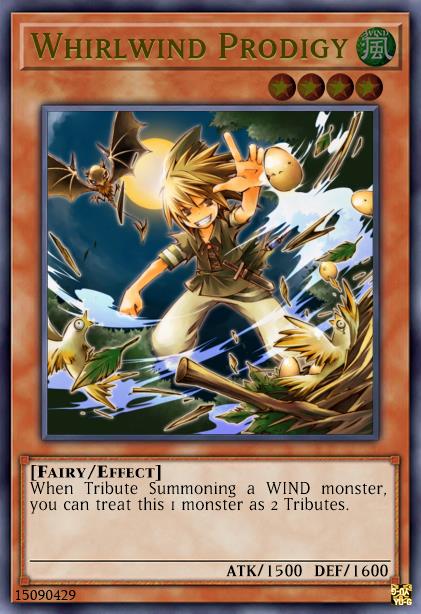 Whirlwind Prodigy
WIND
風
[Fairy/Effect]
When Tribute Summoning a WIND monster,
you can treat this 1 monster as 2 Tributes.
ATK/1500 DEF/1600
15090429